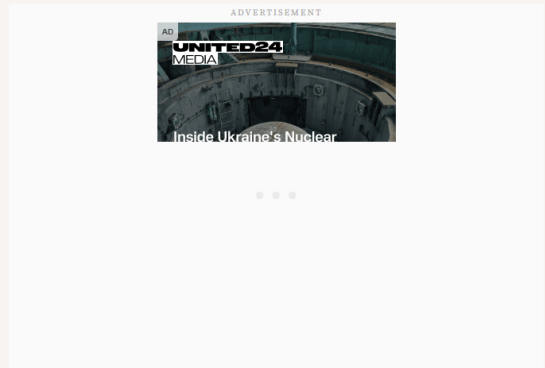 ADVERTISEMENT
AD
UNITED24
MEDIA
Inside Ukraine's Nuclear